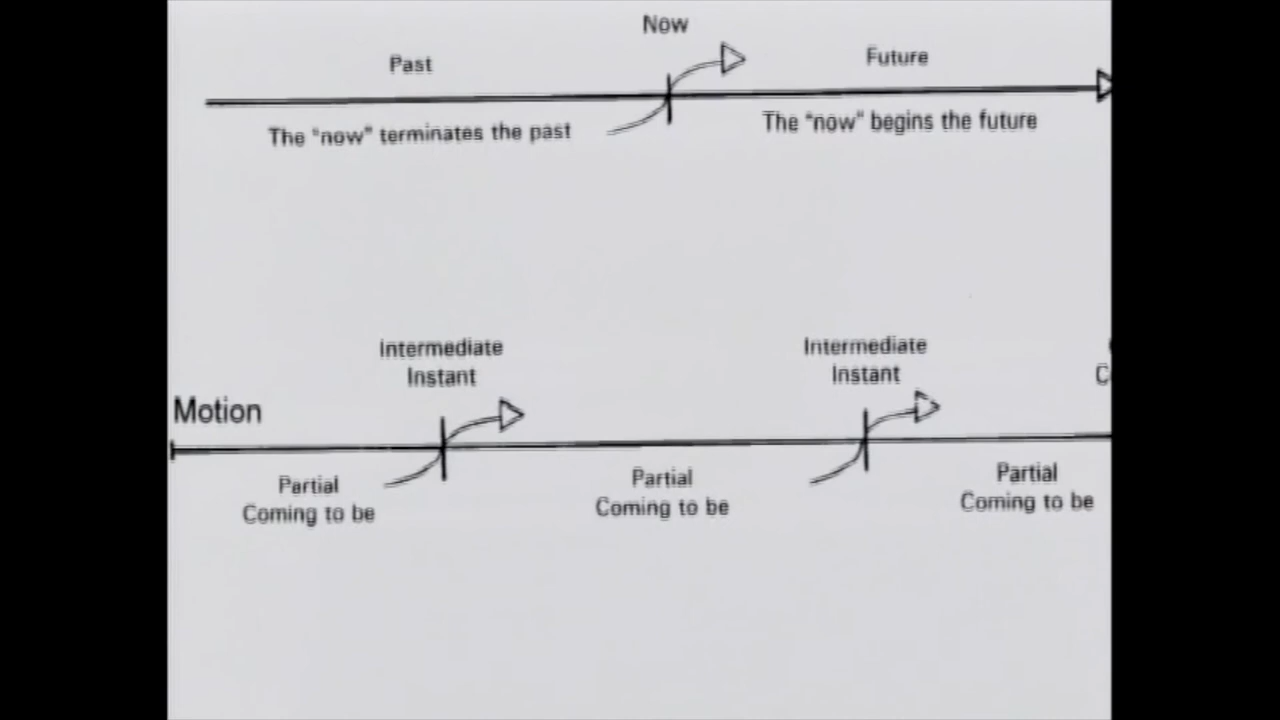 Now
Past
Future
The "now" terminates the past
The "now" begins the future
Intermediate
Instant
Intermediate
Instant
Motion
Partial
Coming to be
Partial
Coming to be
Partial
Coming to be